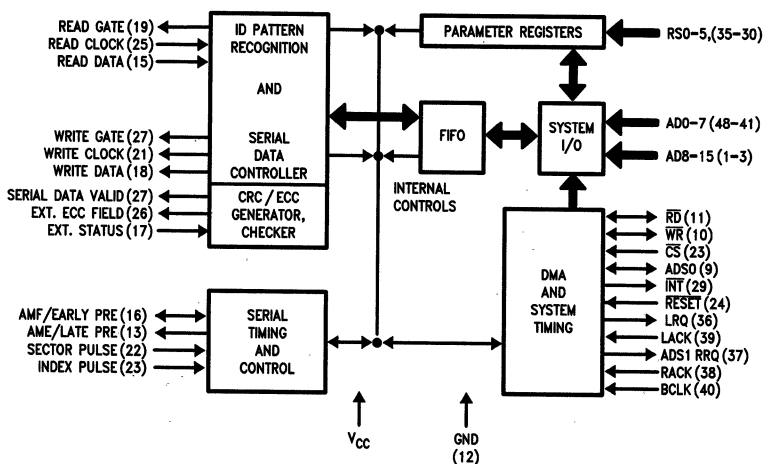 READ GATE (19)
READ CLOCK (25)
READ DATA (15)
WRITE GATE (27)
WRITE CLOCK (21)
WRITE DATA (18)
SERIAL DATA VALID (27)
EXT. ECC FIELD (26)
EXT. STATUS (17)
AMF/EARLY PRE (16)
AME/LATE PRE (13)
SECTOR PULSE (22)
INDEX PULSE (23)
ID PATTERN
RECOGNITION
AND
SERIAL
DATA
CONTROLLER
CRC/ECC
GENERATOR,
CHECKER
SERIAL
TIMING
AND
CONTROL
INTERNAL
CONTROLS
PARAMETER REGISTERS
FIFO
SYSTEM
I/O
DMA
AND
SYSTEM
TIMING
RS0-5,(35-30)
AD0-7 (48-41)
AD8-15 (1-3)
RD (11)
WR (10)
CS (23)
ADS0 (9)
INT (29)
RESET (24)
LRQ (36)
LACK (39)
ADS1 RRQ (37)
RACK (38)
BCLK (40)
VCC
GND
(12)